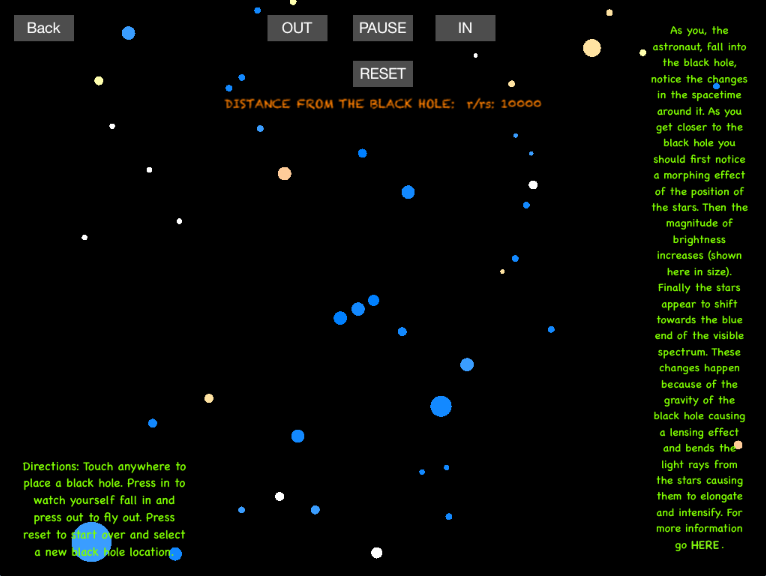 Back
OUT
PAUSE
IN
RESET
DISTANCE FROM THE BLACK HOLE: r/rs: 10000
As you, the
astronaut, fall into
the black hole,
notice the changes
in the spacetime
around it. As you
get closer to the
black hole you
should first notice
a morphing effect
of the position of
the stars. Then the
magnitude of
brightness
increases (shown
here in size).
Finally the stars
appear to shift
towards the blue
end of the visible
spectrum. These
changes happen
because of the
gravity of the
black hole causing
a lensing effect
and bends the
light rays from
the stars causing
them to elongate
and intensify. For
more information
go HERE.
Directions: Touch anywhere to
place a black hole. Press in to
watch yourself fall in and
press out to fly out. Press
reset to start over and select
a new black hole location.